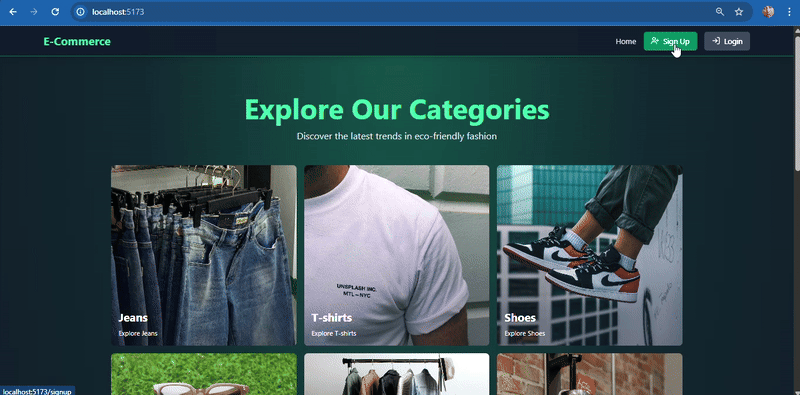 localhost:5173
E-Commerce
Home
Sign Up
Login
Explore Our Categories
Discover the latest trends in eco-friendly fashion
UNSPLASH INC.
MTL—NYC
Jeans
Explore Jeans
T-shirts
Explore T-shirts
Shoes
Explore Shoes
localhost:5173/signup